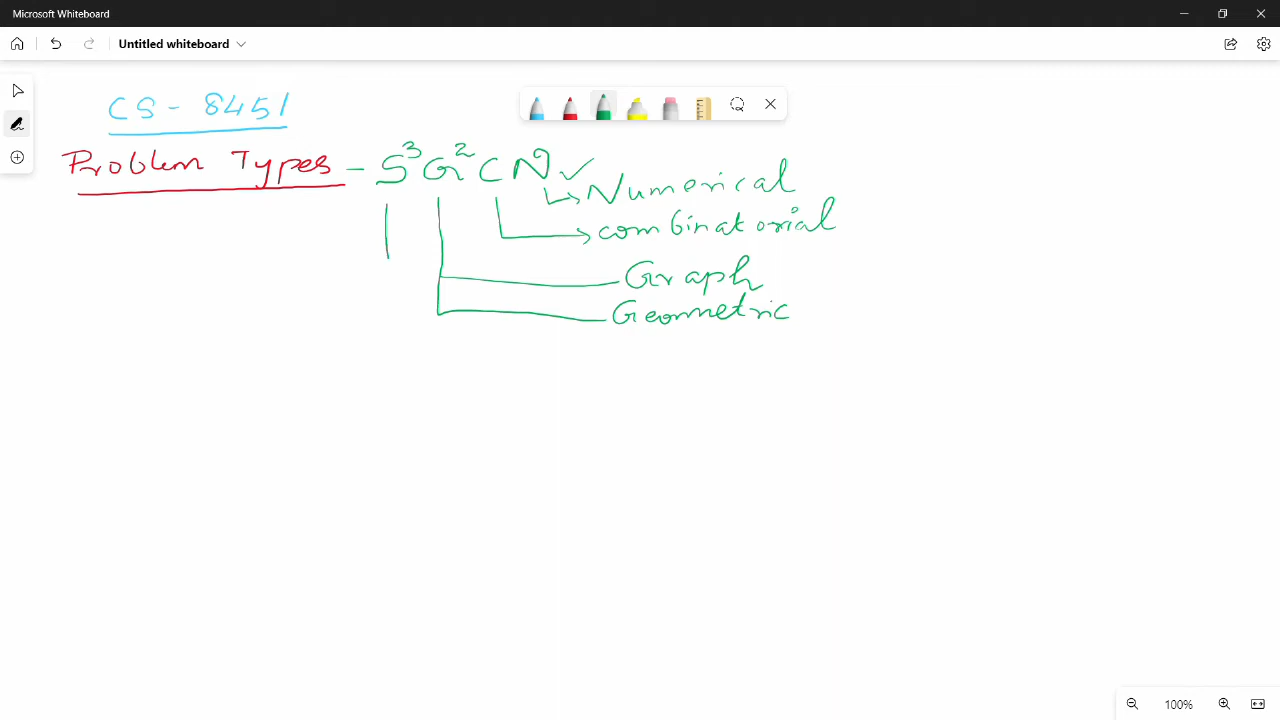 Microsoft Whiteboard
Untitled whiteboard
CS - 8451
Problem Types - S³G²CN ✓
Numerical
combinatorial
Graph
Geometric
100%